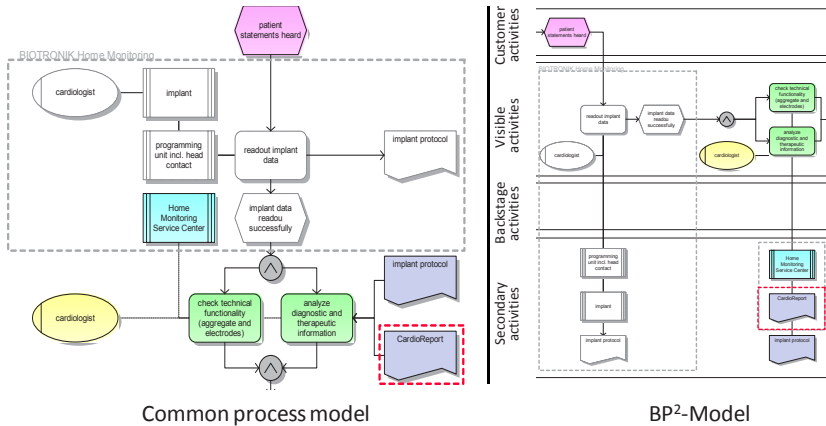 patient
statements heard
BIOTRONIK Home Monitoring
cardiologist
implant
programming
unit incl. head
contact
readout implant
data
implant protocol
Home
Monitoring
Service Center
implant data
readou
successfully
implant protocol
cardiologist
check technical
functionality
(aggregate and
electrodes)
analyze
diagnostic and
therapeutic
information
CardioReport
Common process model
Customer
activities
Visible
activities
Backstage
activities
Secondary
activities
patient
statements heard
BIOTRONIK Home Monitoring
readout implant
data
implant data
readou
successfully
check technical
functionality
(aggregate and
electrodes)
analyze
diagnostic and
therapeutic
information
cardiologist
cardiologist
programming
unit incl. head
contact
implant
implant protocol
Home
Monitoring
Service Center
CardioReport
implant protocol
BP²-Model